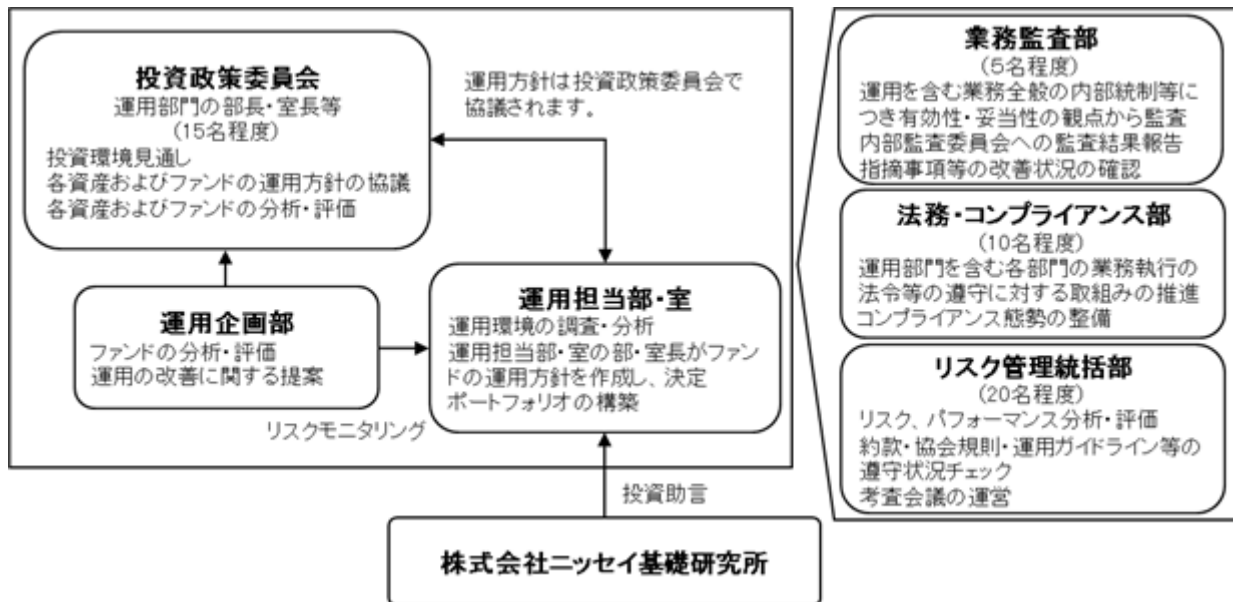 投資政策委員会
運用部門の部長・室長等
(15名程度)
投資環境見通し
各資産およびファンドの運用方針の協議
各資産およびファンドの分析・評価
運用方針は投資政策委員会で
協議されます。
運用企画部
ファンドの分析・評価
運用の改善に関する提案
リスクモニタリング
運用担当部・室
運用環境の調査・分析
運用担当部・室の部・室長がファン
ドの運用方針を作成し、決定
ポートフォリオの構築
投資助言
株式会社ニッセイ基礎研究所
業務監査部
(5名程度)
運用を含む業務全般の内部統制等に
つき有効性・妥当性の観点から監査
内部監査委員会への監査結果報告
指摘事項等の改善状況の確認
法務・コンプライアンス部
(10名程度)
運用部門を含む各部門の業務執行の
法令等の遵守に対する取組みの推進
コンプライアンス態勢の整備
リスク管理統括部
(20名程度)
リスク、パフォーマンス分析・評価
約款・協会規則・運用ガイドライン等の
遵守状況チェック
考査会議の運営